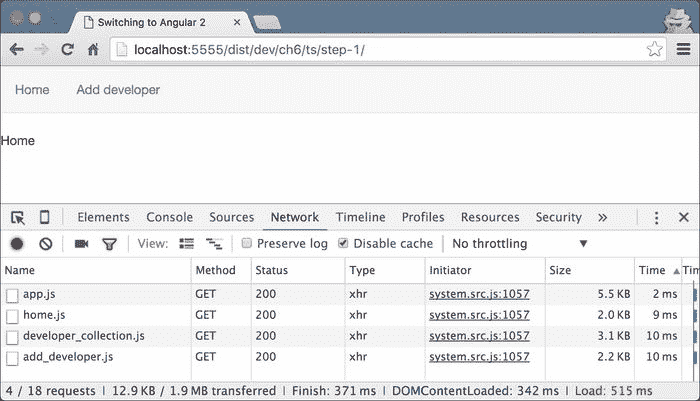 Switching to Angular 2
localhost:5555/dist/dev/ch6/ts/step-1/
Home Add developer
Home
Elements Console Sources Network Timeline Profiles Resources Security »
View: Preserve log Disable cache No throttling
Name Method Status Type Initiator Size Time Tim
app.js GET 200 xhr system.src.js:1057 5.5 KB 2 ms
home.js GET 200 xhr system.src.js:1057 2.0 KB 9 ms
developer_collection.js GET 200 xhr system.src.js:1057 3.1 KB 10 ms
add_developer.js GET 200 xhr system.src.js:1057 2.2 KB 10 ms
4 / 18 requests | 12.9 KB / 1.9 MB transferred | Finish: 371 ms | DOMContentLoaded: 342 ms | Load: 515 ms